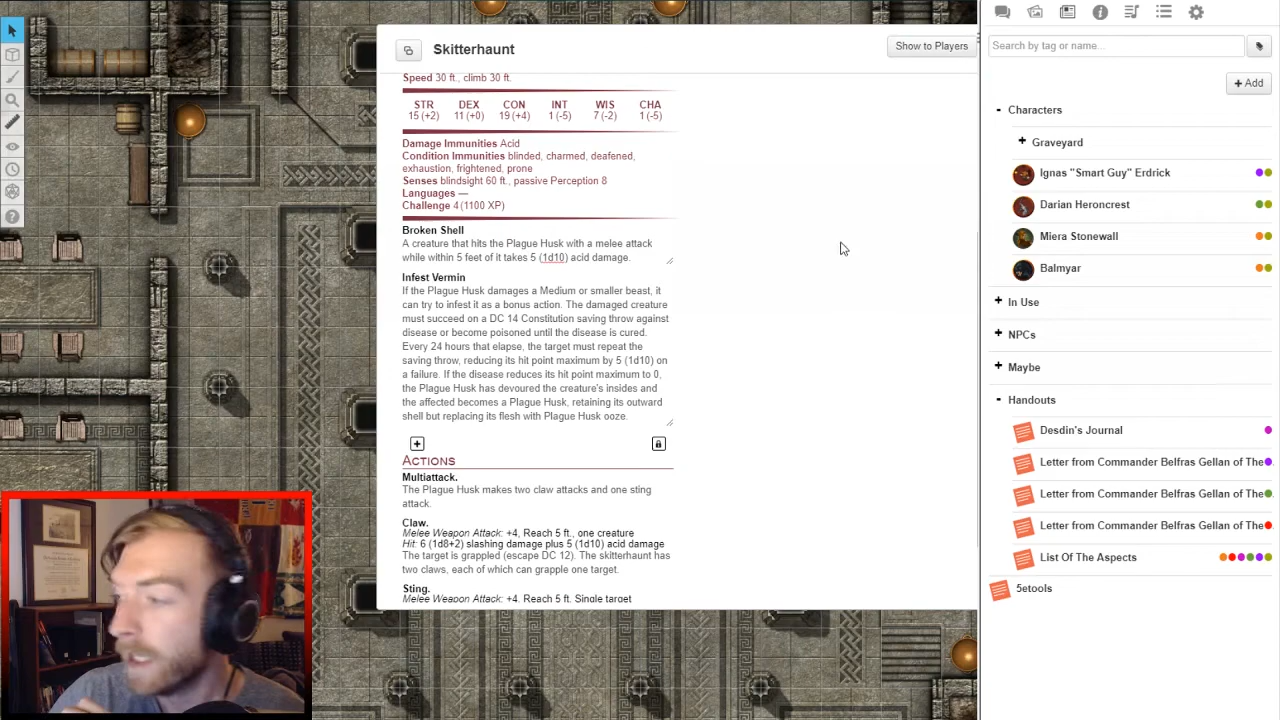 Skitterhaunt
Show to Players
Speed 30 ft., climb 30 ft.
STR DEX CON INT WIS CHA
15 (+2) 11 (+0) 19 (+4) 1 (-5) 7 (-2) 1 (-5)
Damage Immunities Acid
Condition Immunities blinded, charmed, deafened,
exhaustion, frightened, prone
Senses blindsight 60 ft., passive Perception 8
Languages —
Challenge 4 (1100 XP)
Broken Shell
A creature that hits the Plague Husk with a melee attack
while within 5 feet of it takes 5 (1d10) acid damage.
Infest Vermin
If the Plague Husk damages a Medium or smaller beast, it
can try to infest it as a bonus action. The damaged creature
must succeed on a DC 14 Constitution saving throw against
disease or become poisoned until the disease is cured.
Every 24 hours that elapse, the target must repeat the
saving throw, reducing its hit point maximum by 5 (1d10) on
a failure. If the disease reduces its hit point maximum to 0,
the Plague Husk has devoured the creature's insides and
the affected becomes a Plague Husk, retaining its outward
shell but replacing its flesh with Plague Husk ooze.
Actions
Multiattack.
The Plague Husk makes two claw attacks and one sting
attack.
Claw.
Melee Weapon Attack: +4, Reach 5 ft., one creature
Hit: 6 (1d8+2) slashing damage plus 5 (1d10) acid damage
The target is grappled (escape DC 12). The skitterhaunt has
two claws, each of which can grapple one target.
Sting.
Melee Weapon Attack: +4, Reach 5 ft. Single target
Search by tag or name...
+ Add
Characters
Graveyard
Ignas "Smart Guy" Erdrick
Darian Heroncrest
Miera Stonewall
Balmyar
In Use
NPCs
Maybe
Handouts
Desdin's Journal
Letter from Commander Belfras Gellan of The
Letter from Commander Belfras Gellan of The
Letter from Commander Belfras Gellan of The
List Of The Aspects
5etools